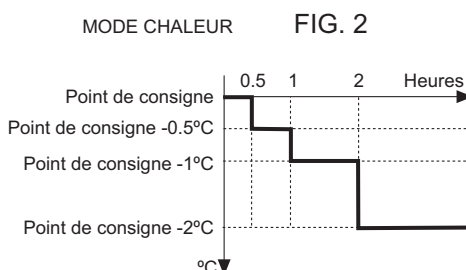 MODE CHALEUR FIG. 2
0.5 1 2 Heures
Point de consigne
Point de consigne -0.5ºC
Point de consigne -1ºC
Point de consigne -2ºC
ºC